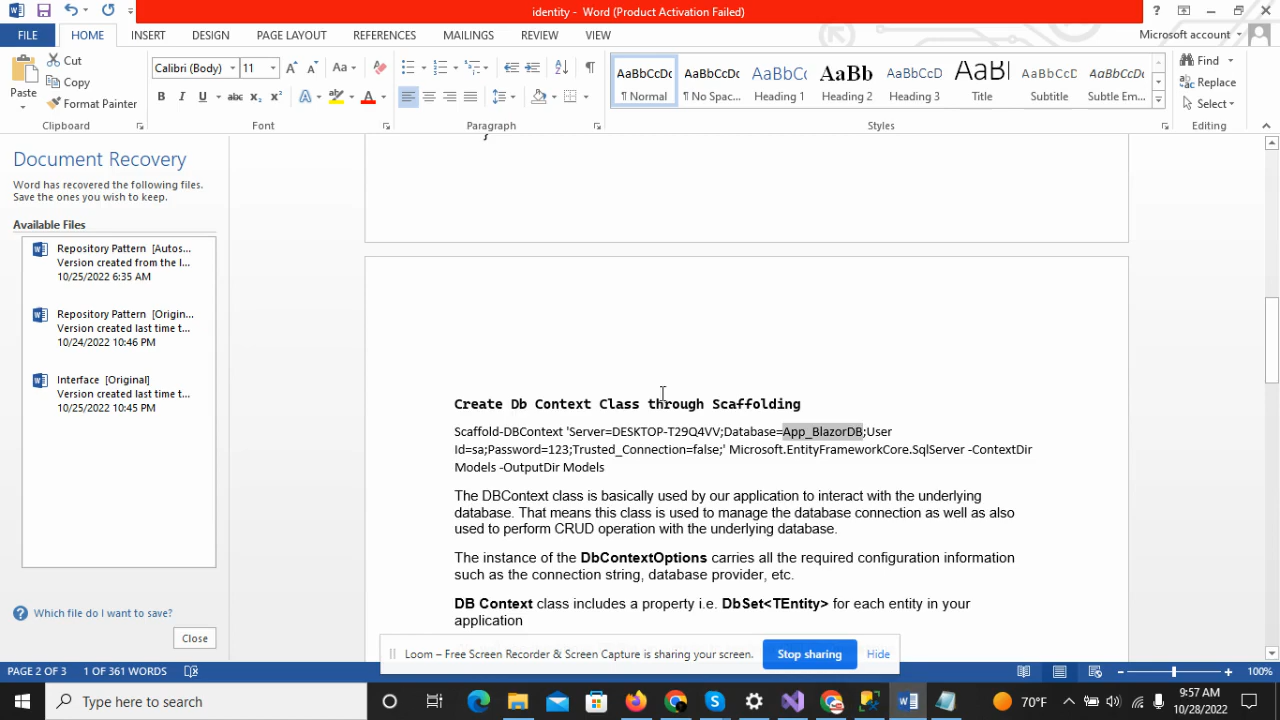 identity - Word (Product Activation Failed)
FILE HOME INSERT DESIGN PAGE LAYOUT REFERENCES MAILINGS REVIEW VIEW Microsoft account
Paste
Cut
Copy
Format Painter
Calibri (Body) 11
AaBbCcDc AaBbCcDc AaBbCc AaBb AaBbCcD AaBl AaBbCcD AaBbCcDc
¶ Normal ¶ No Spac... Heading 1 Heading 2 Heading 3 Title Subtitle Subtle Em...
Find
Replace
Select
Clipboard Font Paragraph Styles Editing
Document Recovery
Word has recovered the following files.
Save the ones you wish to keep.
Available Files
Repository Pattern [Autos...
Version created from the l...
10/25/2022 6:35 AM
Repository Pattern [Origin...
Version created last time t...
10/24/2022 10:46 PM
Interface [Original]
Version created last time t...
10/25/2022 10:45 PM
Which file do I want to save?
Close
}
Create Db Context Class through Scaffolding
Scaffold-DBContext 'Server=DESKTOP-T29Q4VV;Database=App_BlazorDB;User
Id=sa;Password=123;Trusted_Connection=false;' Microsoft.EntityFrameworkCore.SqlServer -ContextDir
Models -OutputDir Models
The DBContext class is basically used by our application to interact with the underlying
database. That means this class is used to manage the database connection as well as also
used to perform CRUD operation with the underlying database.
The instance of the DbContextOptions carries all the required configuration information
such as the connection string, database provider, etc.
DB Context class includes a property i.e. DbSet<TEntity> for each entity in your
application
Loom – Free Screen Recorder & Screen Capture is sharing your screen. Stop sharing Hide
PAGE 2 OF 3 1 OF 361 WORDS 100%
Type here to search
70°F
9:57 AM
10/28/2022